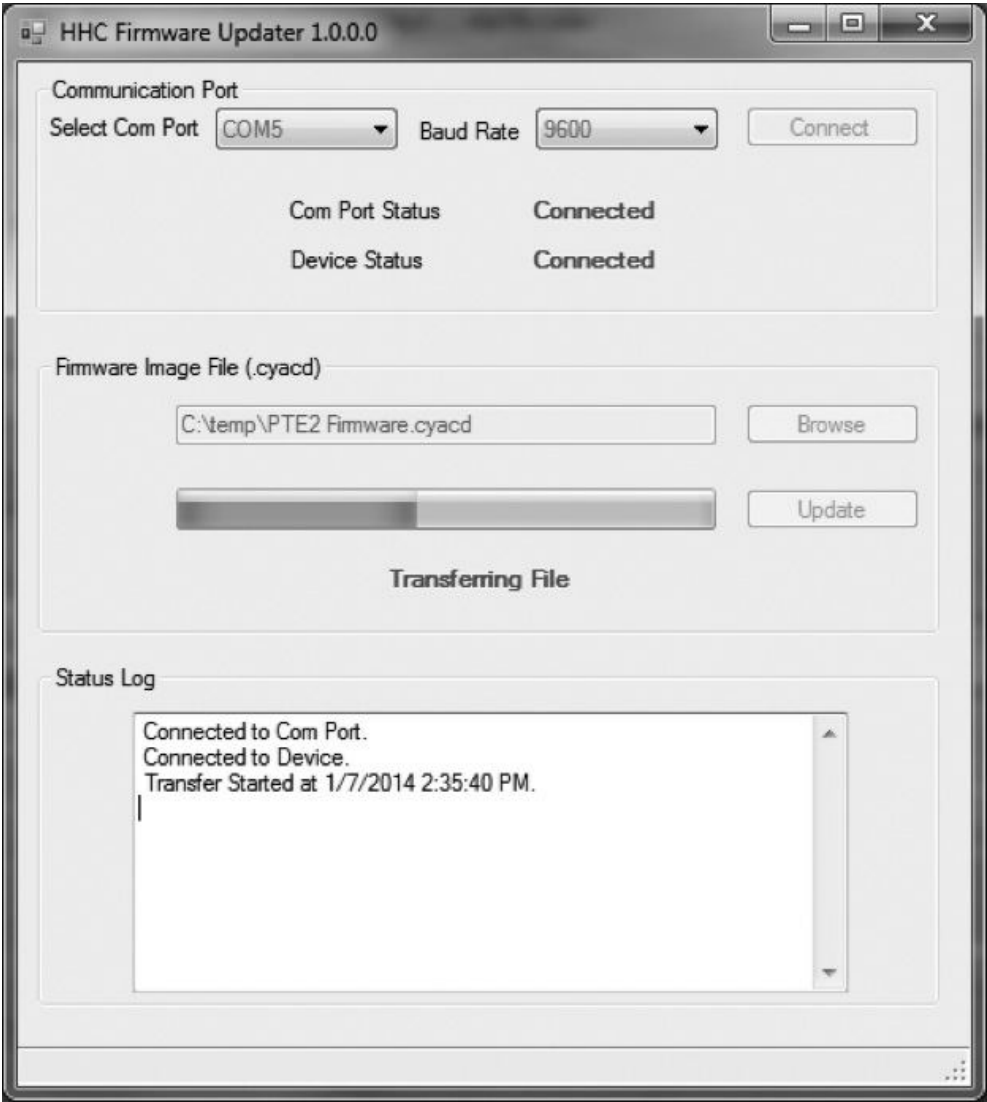 HHC Firmware Updater 1.0.0.0
Communication Port
Select Com Port COM5 Baud Rate 9600 Connect
Com Port Status Connected
Device Status Connected
Firmware Image File (.cyacd)
C:\temp\PTE2 Firmware.cyacd Browse
Update
Transferring File
Status Log
Connected to Com Port.
Connected to Device.
Transfer Started at 1/7/2014 2:35:40 PM.